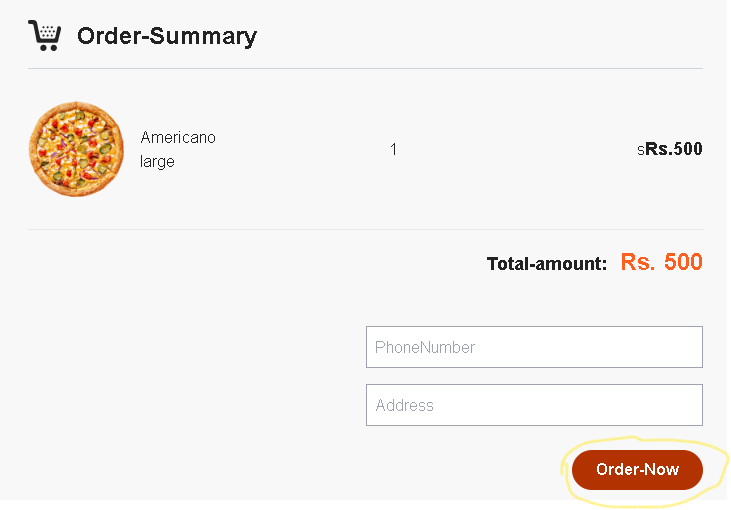 Order-Summary
Americano
large
1
sRs.500
Total-amount: Rs. 500
PhoneNumber
Address
Order-Now